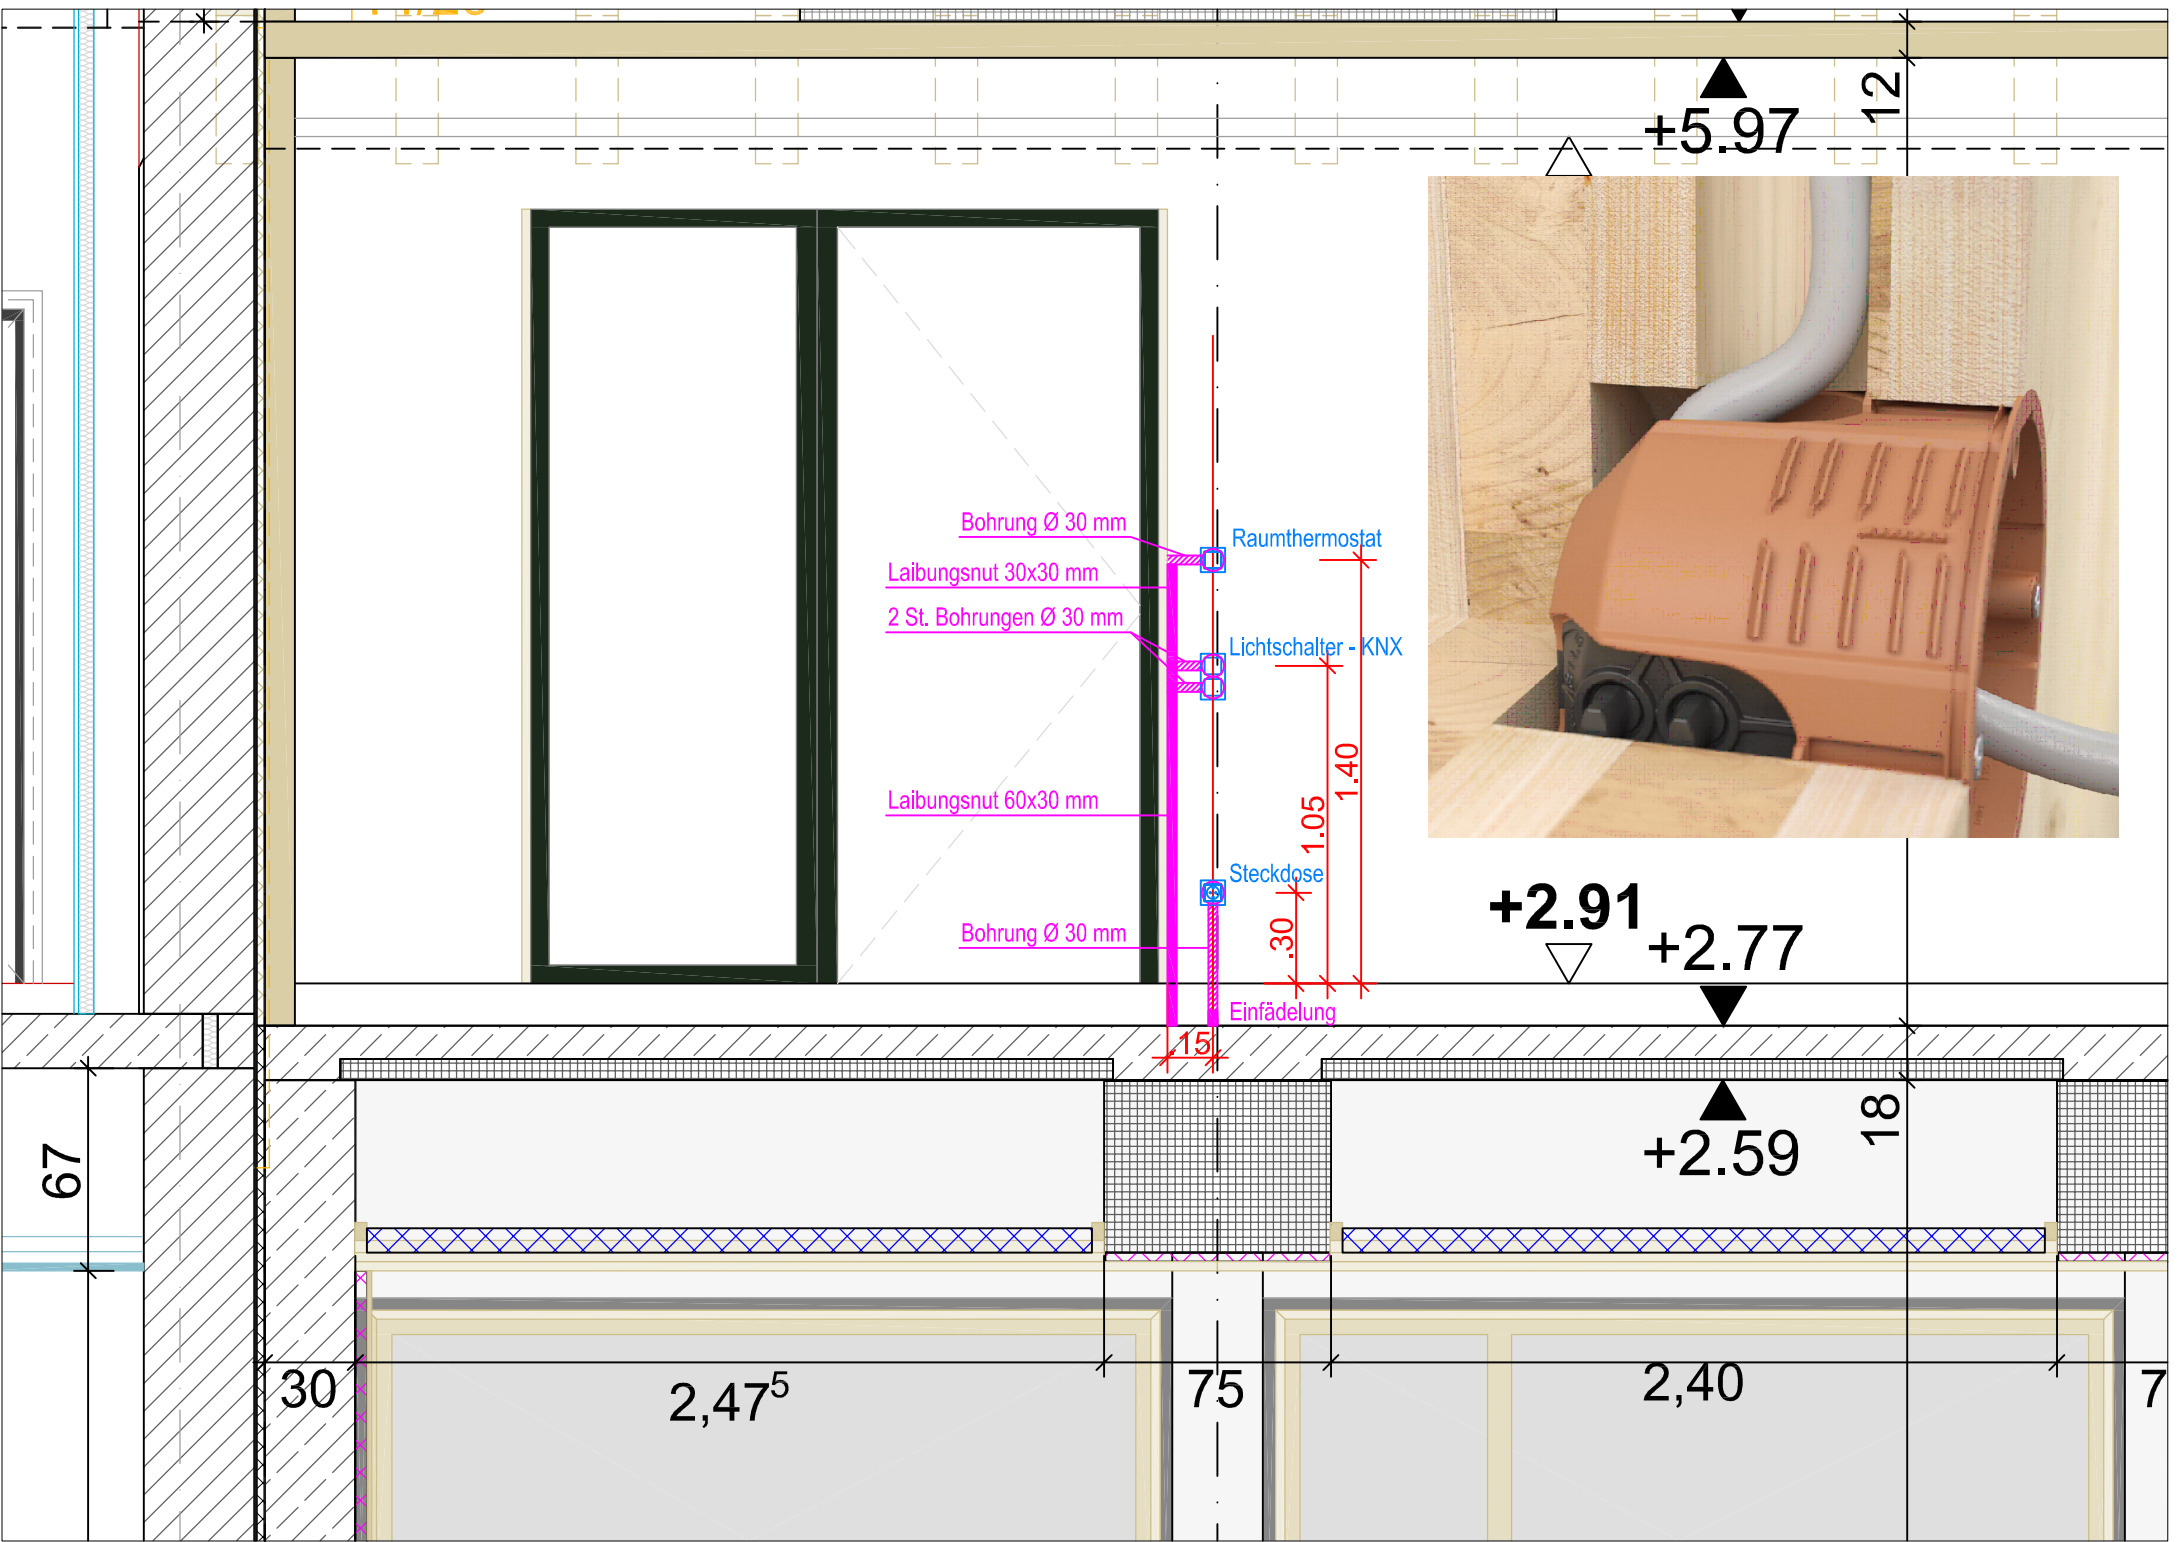 12
+5.97
Bohrung Ø 30 mm
Raumthermostat
Laibungsnut 30x30 mm
2 St. Bohrungen Ø 30 mm
Lichtschalter - KNX
1.40
Laibungsnut 60x30 mm
1.05
Steckdose
+2.91
.30
Bohrung Ø 30 mm
+2.77
Einfädelung
15
18
+2.59
67
30
2,47⁵
75
2,40
7